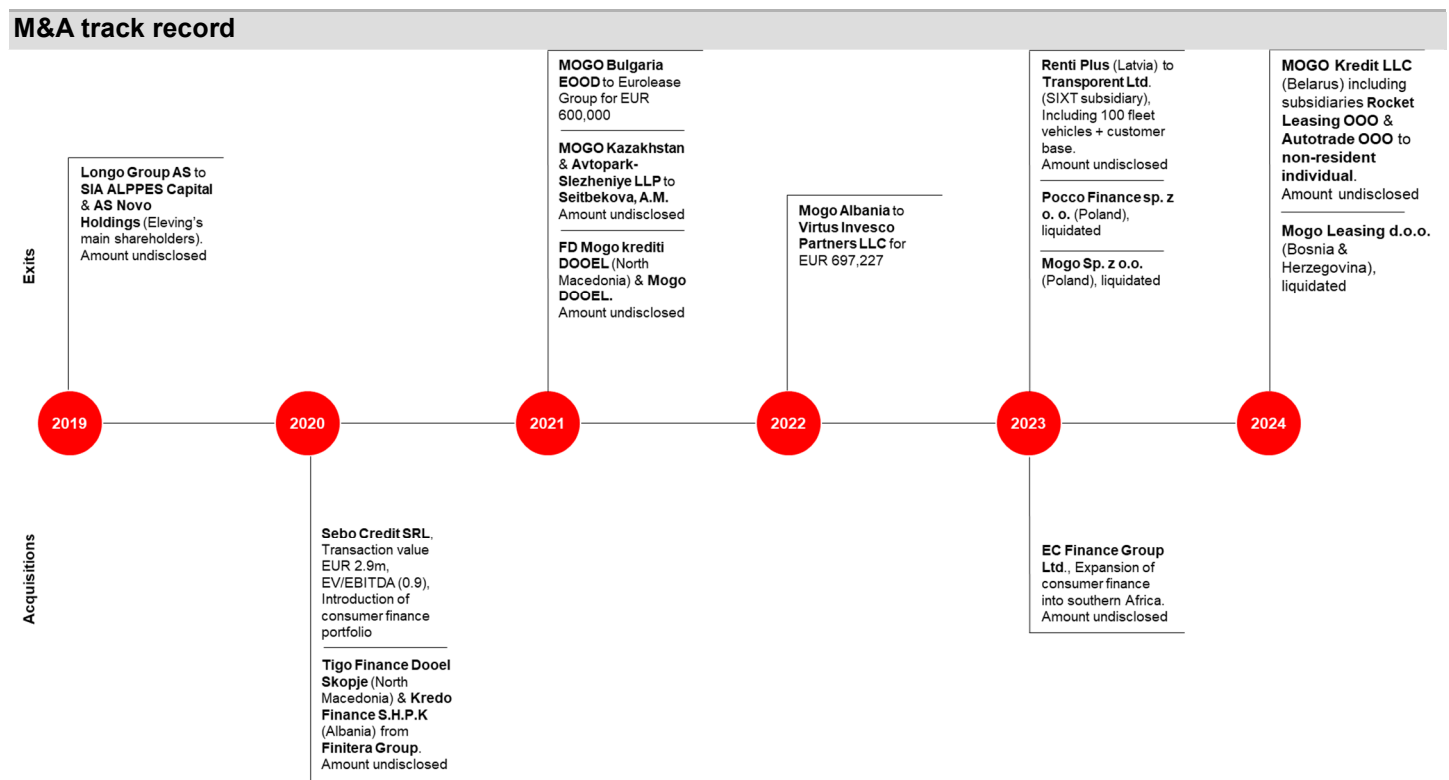 M&A track record
Exits
Longo Group AS to
SIA ALPPES Capital
& AS Novo
Holdings (Eleving's
main shareholders).
Amount undisclosed
MOGO Bulgaria
EOOD to Eurolease
Group for EUR
600,000
MOGO Kazakhstan
& Avtopark-
Slezheniye LLP to
Seitbekova, A.M.
Amount undisclosed
FD Mogo krediti
DOOEL (North
Macedonia) & Mogo
DOOEL.
Amount undisclosed
Mogo Albania to
Virtus Invesco
Partners LLC for
EUR 697,227
Renti Plus (Latvia) to
Transporent Ltd.
(SIXT subsidiary),
Including 100 fleet
vehicles + customer
base.
Amount undisclosed
Pocco Finance sp. z
o. o. (Poland),
liquidated
Mogo Sp. z o.o.
(Poland), liquidated
MOGO Kredit LLC
(Belarus) including
subsidiaries Rocket
Leasing OOO &
Autotrade OOO to
non-resident
individual.
Amount undisclosed
Mogo Leasing d.o.o.
(Bosnia &
Herzegovina),
liquidated
2019
2020
2021
2022
2023
2024
Acquisitions
Sebo Credit SRL,
Transaction value
EUR 2.9m,
EV/EBITDA (0.9),
Introduction of
consumer finance
portfolio
Tigo Finance Dooel
Skopje (North
Macedonia) & Kredo
Finance S.H.P.K
(Albania) from
Finitera Group.
Amount undisclosed
EC Finance Group
Ltd., Expansion of
consumer finance
into southern Africa.
Amount undisclosed